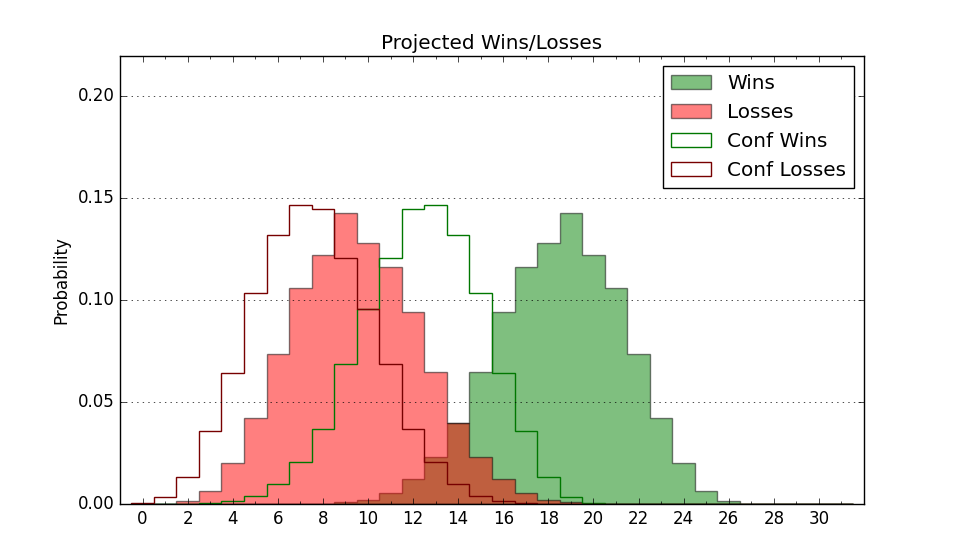 Projected Wins/Losses
Wins
Losses
Conf Wins
Conf Losses
Probability
0.20
0.15
0.10
0.05
0.00
0 2 4 6 8 10 12 14 16 18 20 22 24 26 28 30